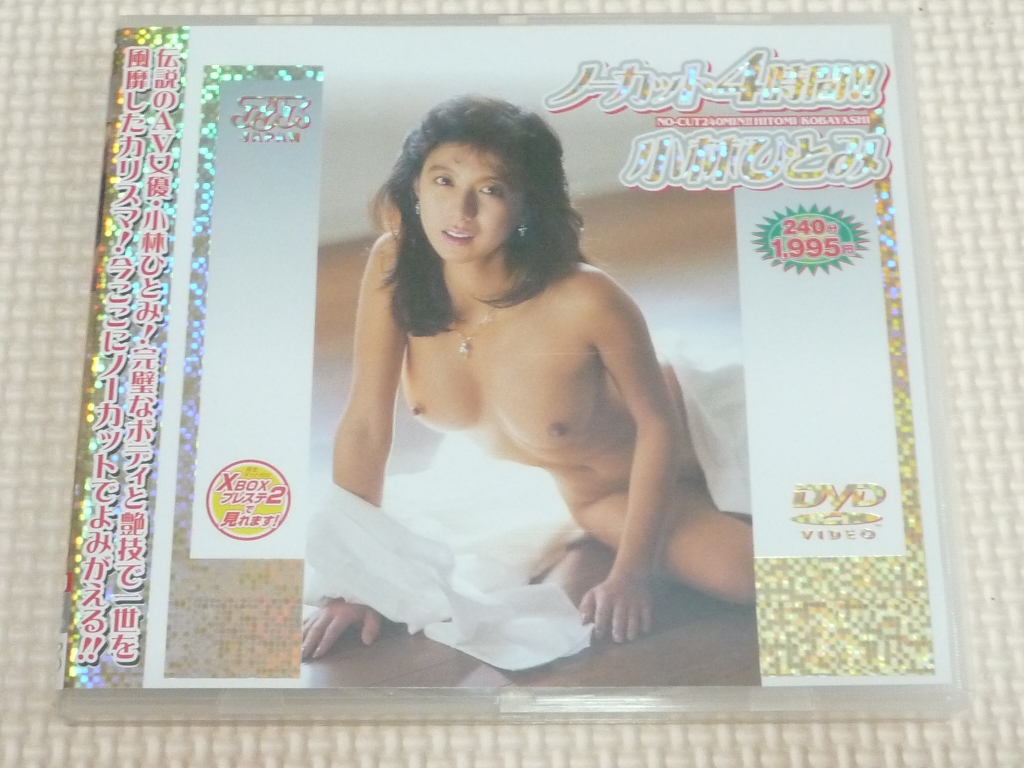 伝説のAV女優・小林ひとみ！完璧なボディと艶技で一世を
風靡したカリスマ！今ここにノーカットでよみがえる!!
JAPAN
ノーカット4時間!!
NO-CUT240MIN!!HITOMI KOBAYASHI
小林ひとみ
240分
1,995円
XBOX
プレステ2
で
見れます!
DVD
VIDEO